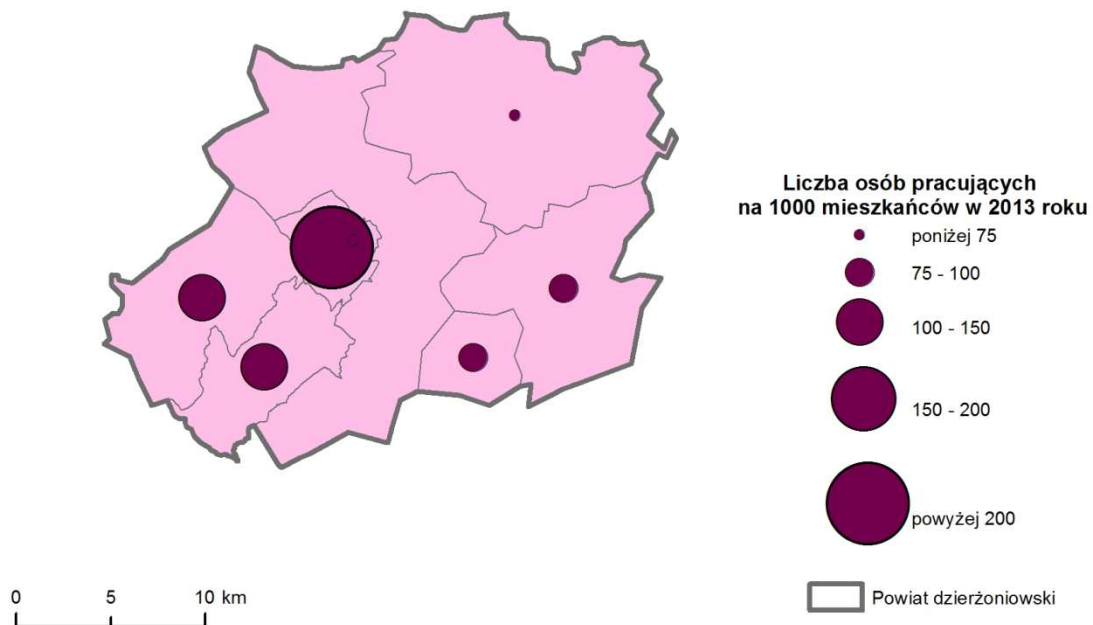 Liczba osób pracujących
na 1000 mieszkańców w 2013 roku
poniżej 75
75 - 100
100 - 150
150 - 200
powyżej 200
Powiat dzierżoniowski
0 5 10 km